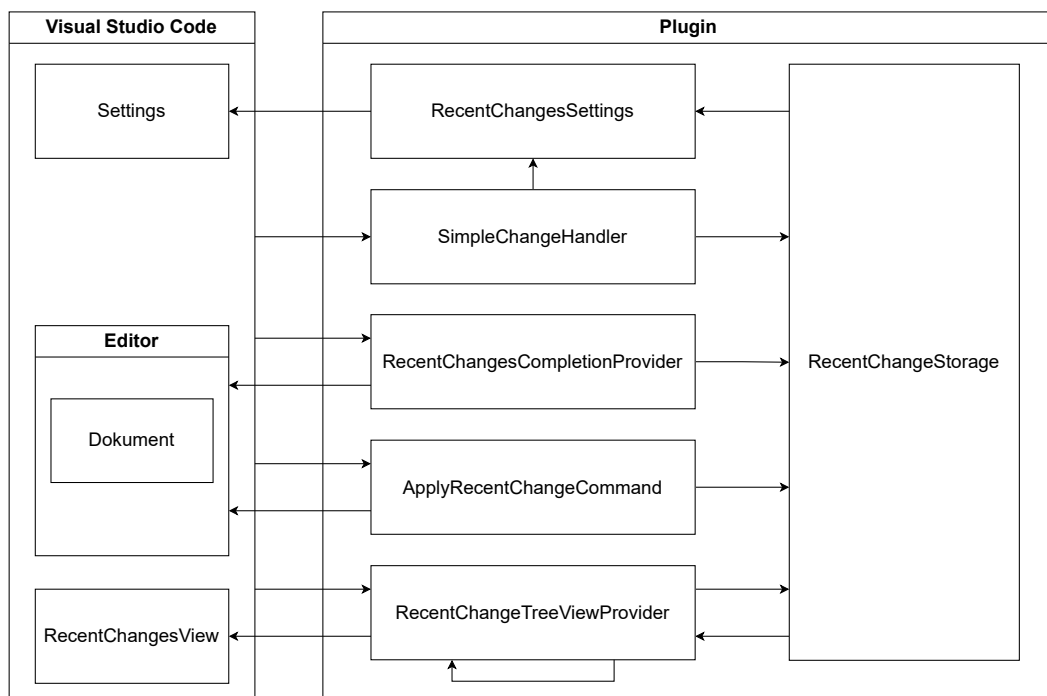 Visual Studio Code
Plugin
Settings
RecentChangesSettings
SimpleChangeHandler
Editor
RecentChangesCompletionProvider
RecentChangeStorage
Dokument
ApplyRecentChangeCommand
RecentChangeTreeViewProvider
RecentChangesView